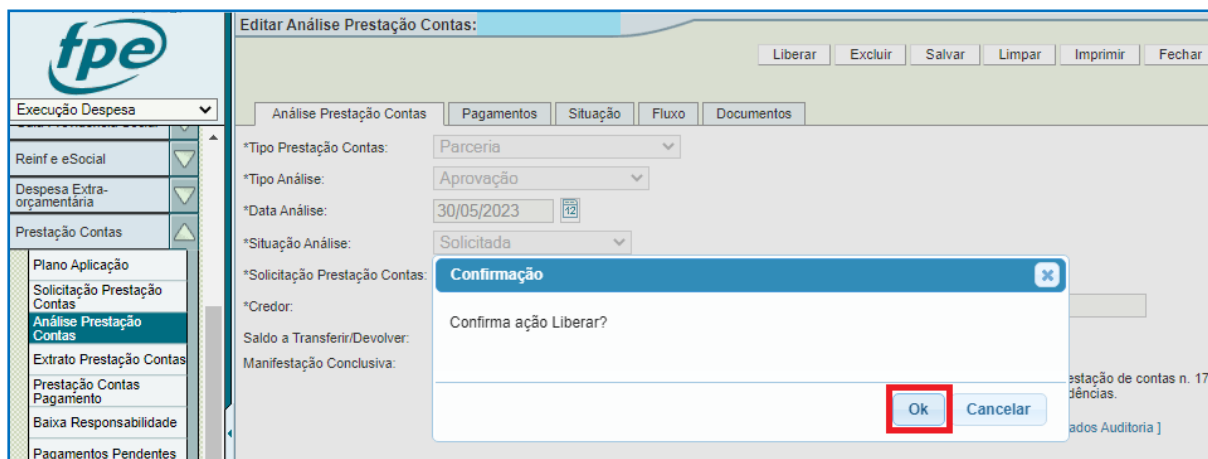 fpe
Editar Análise Prestação Contas:
Liberar Excluir Salvar Limpar Imprimir Fechar
Execução Despesa
Análise Prestação Contas Pagamentos Situação Fluxo Documentos
Reinf e eSocial
Despesa Extra-
orçamentária
Prestação Contas
Plano Aplicação
Solicitação Prestação
Contas
Análise Prestação
Contas
Extrato Prestação Contas
Prestação Contas
Pagamento
Baixa Responsabilidade
Pagamentos Pendentes
*Tipo Prestação Contas: Parceria
*Tipo Análise: Aprovação
*Data Análise: 30/05/2023 12
*Situação Análise: Solicitada
*Solicitação Prestação Contas:
*Credor:
Saldo a Transferir/Devolver:
Manifestação Conclusiva:
Confirmação
Confirma ação Liberar?
Ok Cancelar
estação de contas n. 17
dências.
ados Auditoria ]